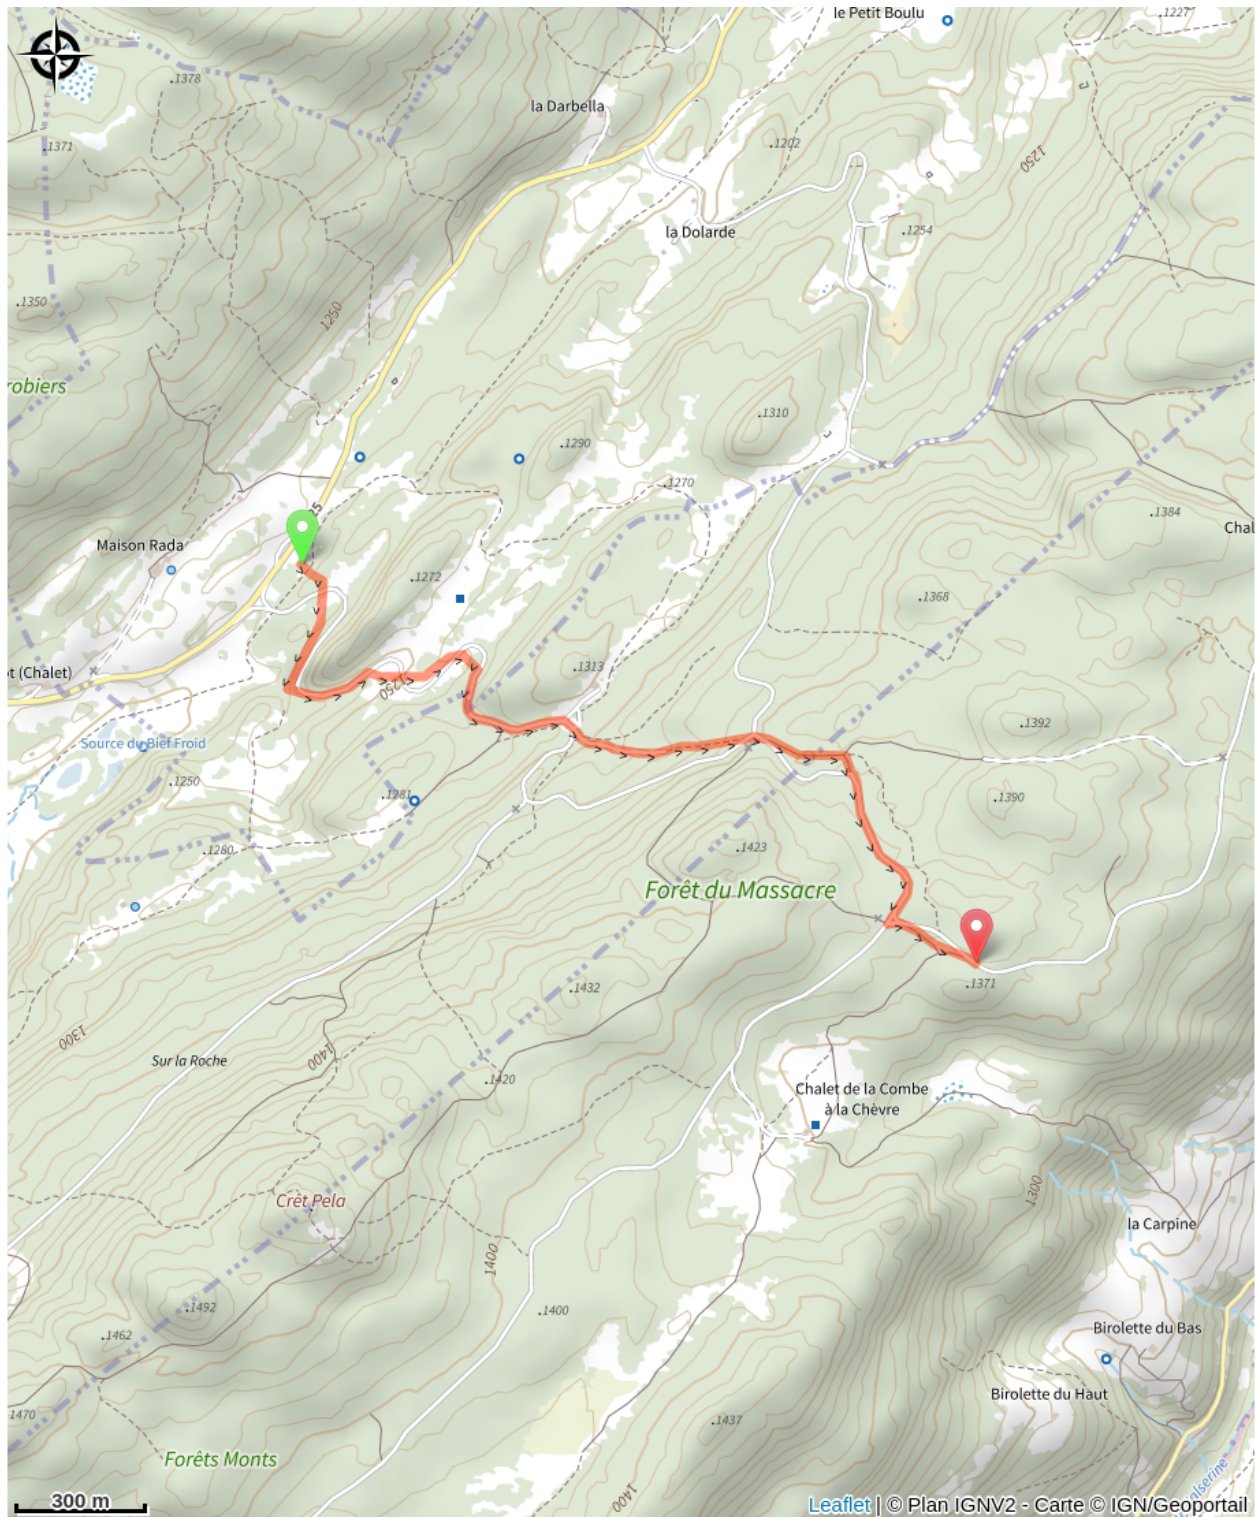 le Petit Boulu
.1227
.1378
la Darbella
.1371
.1202
1250
la Dolarde
.1254
.1350
1250
robiers
.1310
.1290
.1270
25
.1384
Chal
Maison Rada
.1272
.1368
ot (Chalet)
.1313
1250
.1392
Source du Bief Froid
.1250
.1281
.1390
.1280
.1423
Forêt du Massacre
.1371
.1432
1300
Sur la Roche
1400
.1420
Chalet de la Combe
à la Chèvre
Crêt Pela
1300
la Carpine
1400
.1492
.1400
.1462
Birolette du Bas
Birolette du Haut
1470
.1437
Forêts Monts
alserine
1400
300 m
Leaflet | © Plan IGNV2 - Carte © IGN/Geoportail